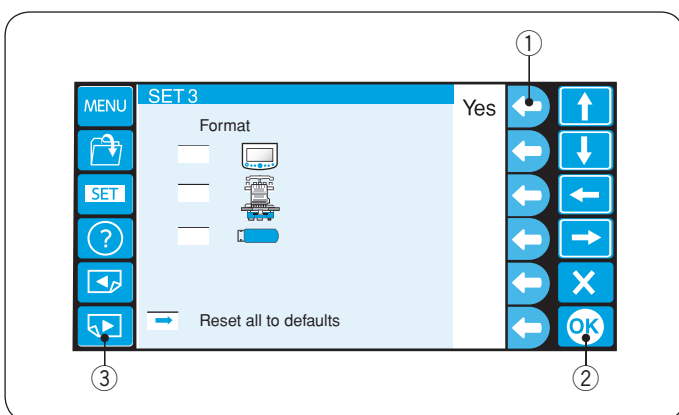 ①
MENU
SET 3
Yes
Format
SET
?
Reset all to defaults
OK
③
②